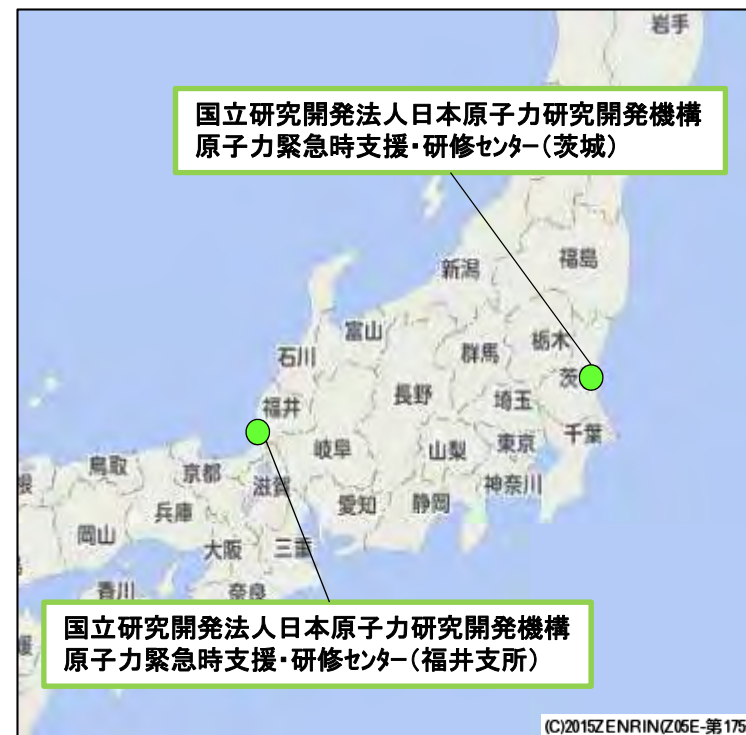 岩手
国立研究開発法人日本原子力研究開発機構
原子力緊急時支援・研修センター（茨城）
福島
新潟
富山
栃木
石川
群馬
茨
長野
福井
埼玉
千葉
岐阜
山梨
東京
鳥取
京都
滋賀
神奈川
愛知
静岡
兵庫
岡山
大阪
三重
香川
奈良
国立研究開発法人日本原子力研究開発機構
原子力緊急時支援・研修センター（福井支所）
(C)2015ZENRIN(Z05E-第175